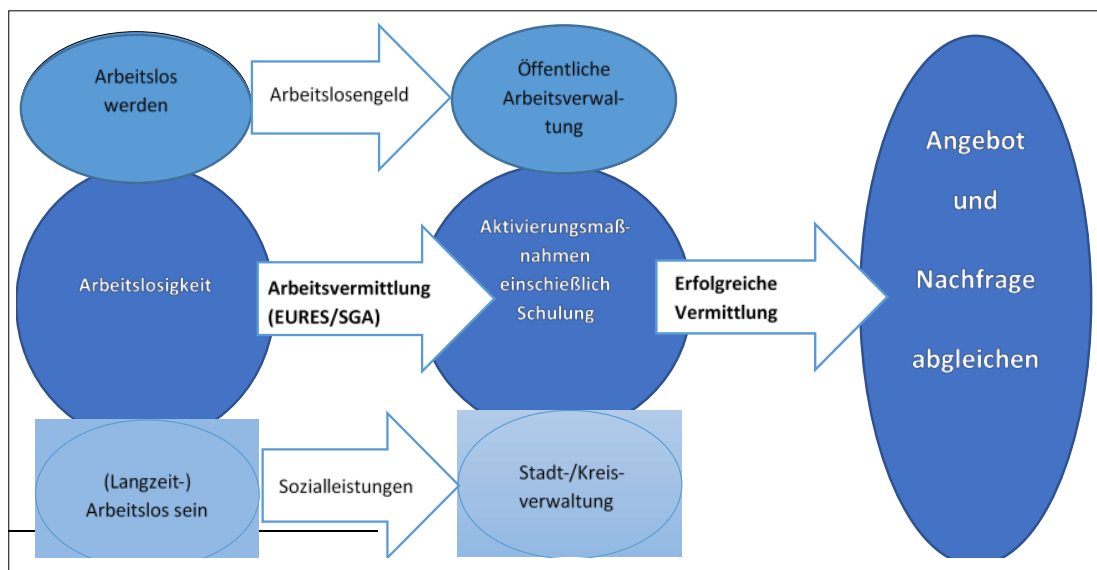 Arbeitslos
werden
Arbeitslosengeld
Öffentliche
Arbeitsverwal-
tung
Arbeitslosigkeit
Arbeitsvermittlung
(EURES/SGA)
Aktivierungsmaß-
nahmen
einschießlich
Schulung
Erfolgreiche
Vermittlung
Angebot
und
Nachfrage
abgleichen
(Langzeit-)
Arbeitslos sein
Sozialleistungen
Stadt-/Kreis-
verwaltung